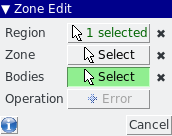 Zone Edit
Region 1 selected
Zone Select
Bodies Select
Operation Error
Cancel